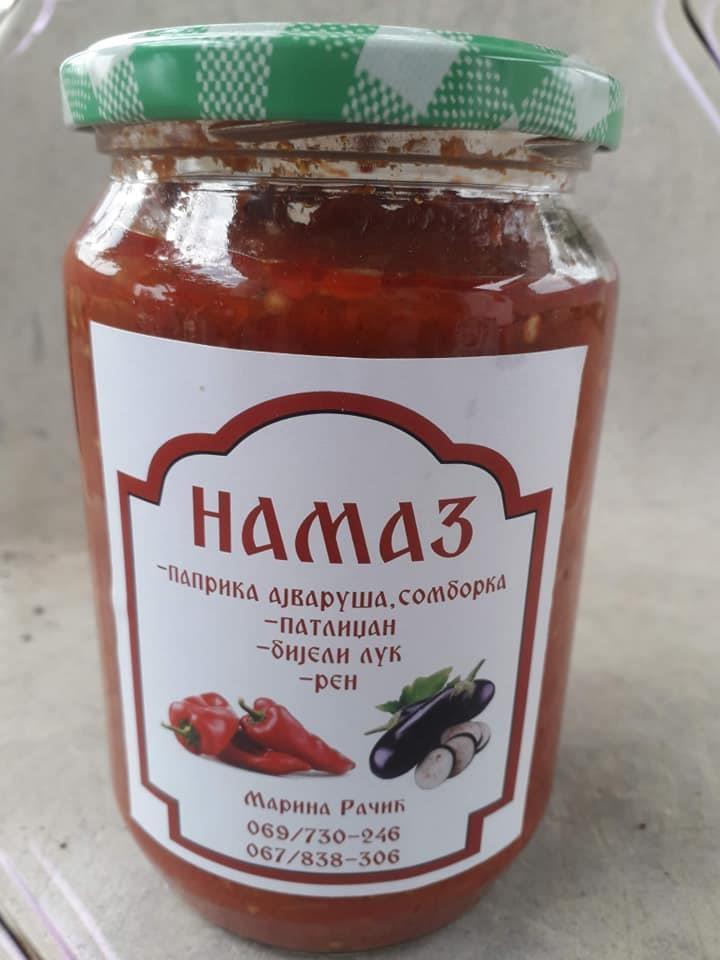 НАМАЗ
-паприка ајваруша, сомборка
-патлиџан
-бијели лук
-рен
Марина Рачић
069/730-246
067/838-306